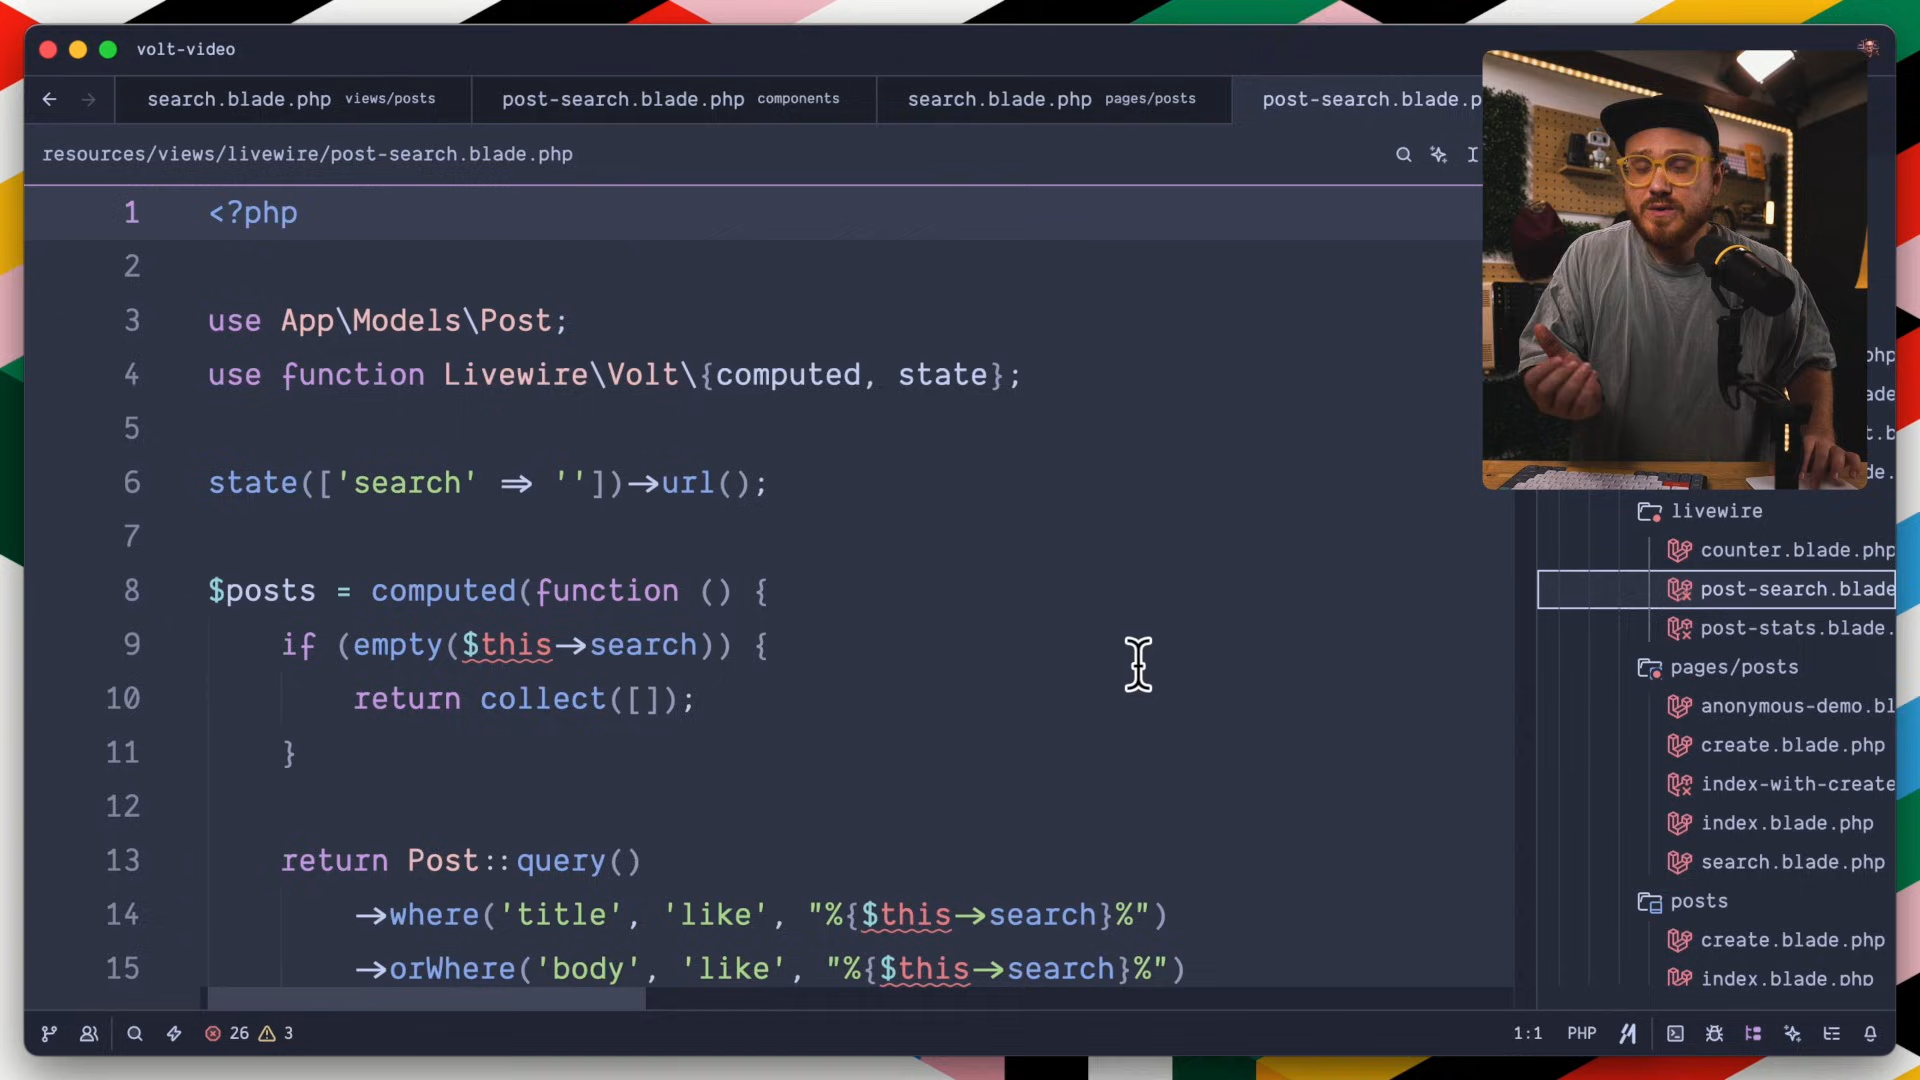 volt-video
search.blade.php views/posts
post-search.blade.php components
search.blade.php pages/posts
post-search.blade.p
resources/views/livewire/post-search.blade.php
1 <?php
2
3 use App\Models\Post;
4 use function Livewire\Volt\{computed, state};
5
6 state(['search' => ''])->url();
7
8 $posts = computed(function () {
9 if (empty($this->search)) {
10 return collect([]);
11 }
12
13 return Post::query()
14 ->where('title', 'like', "%{$this->search}%")
15 ->orWhere('body', 'like', "%{$this->search}%")
php
ade
t.b
de.
livewire
counter.blade.php
post-search.blade
post-stats.blade.
pages/posts
anonymous-demo.bl
create.blade.php
index-with-create
index.blade.php
search.blade.php
posts
create.blade.php
index.blade.php
26 3
1:1 PHP